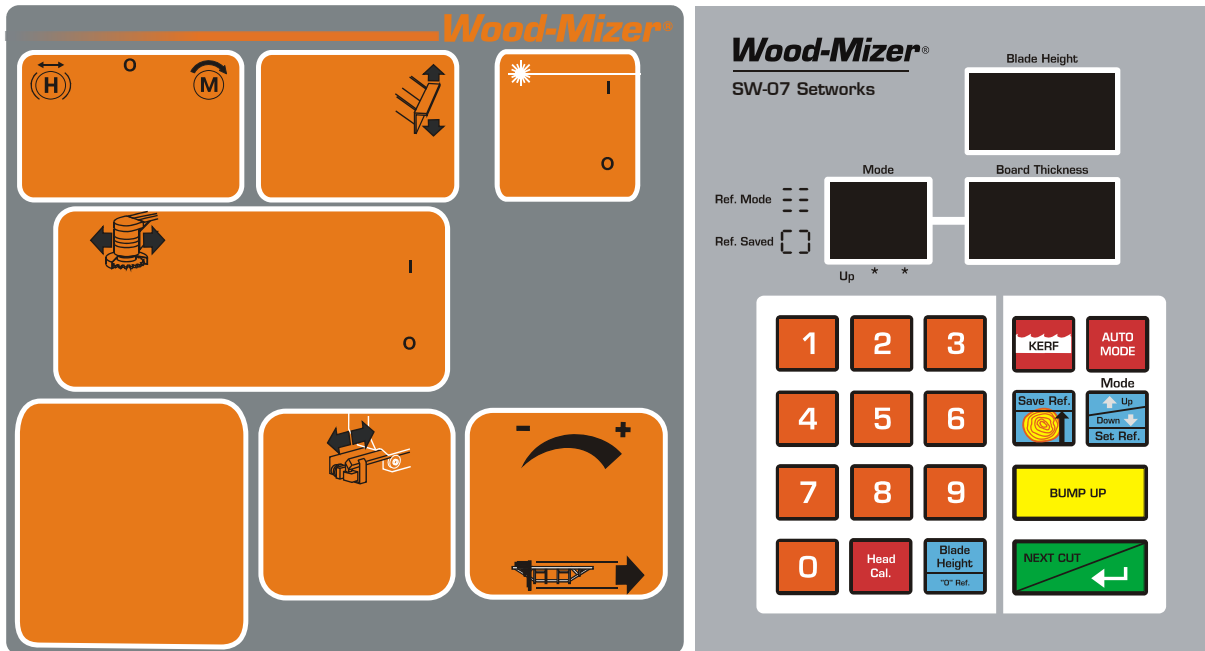 Wood-Mizer®
H O M
I
O
I
O
- +
Wood-Mizer®
SW-07 Setworks
Blade Height
Mode
Board Thickness
Ref. Mode
Ref. Saved
Up * *
1 2 3
KERF
AUTO
MODE
Mode
4 5 6
Save Ref.
Up
Down
Set Ref.
7 8 9
BUMP UP
0
Head
Cal.
Blade
Height
"0" Ref.
NEXT CUT